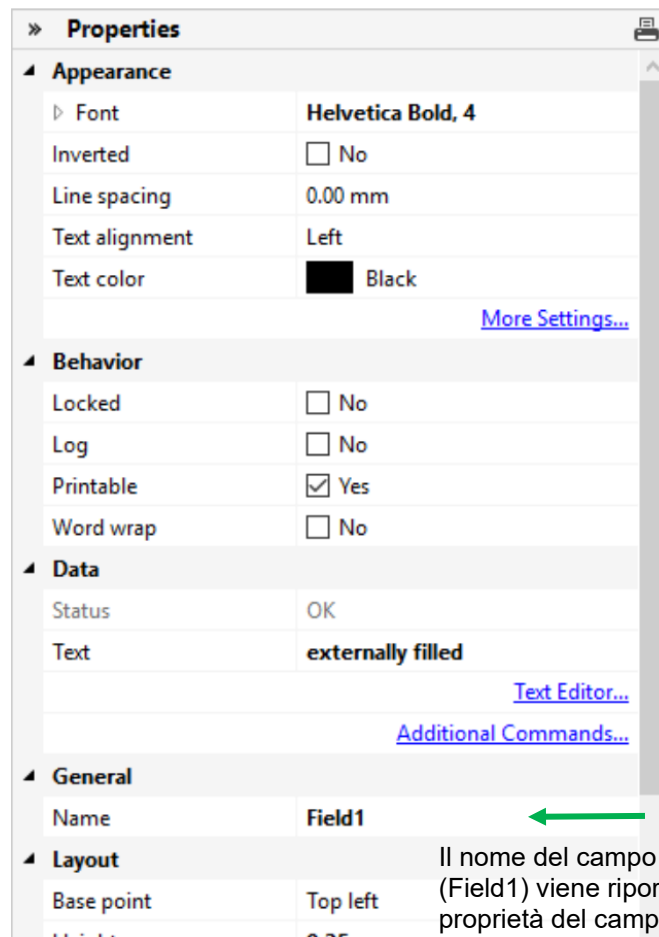 » Properties
Appearance
Font Helvetica Bold, 4
Inverted No
Line spacing 0.00 mm
Text alignment Left
Text color Black
More Settings...
Behavior
Locked No
Log No
Printable Yes
Word wrap No
Data
Status OK
Text externally filled
Text Editor...
Additional Commands...
General
Name Field1
Layout
Il nome del campo
(Field1) viene ripor
Base point Top left
proprietà del camp